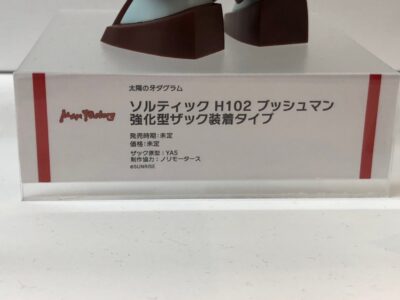 太陽の牙ダグラム
Max Factory
ソルティック H102 ブッシュマン
強化型ザック装着タイプ
発売時期：未定
価格：未定
ザック原型：YAS
制作協力：ノリモータース
©SUNRISE